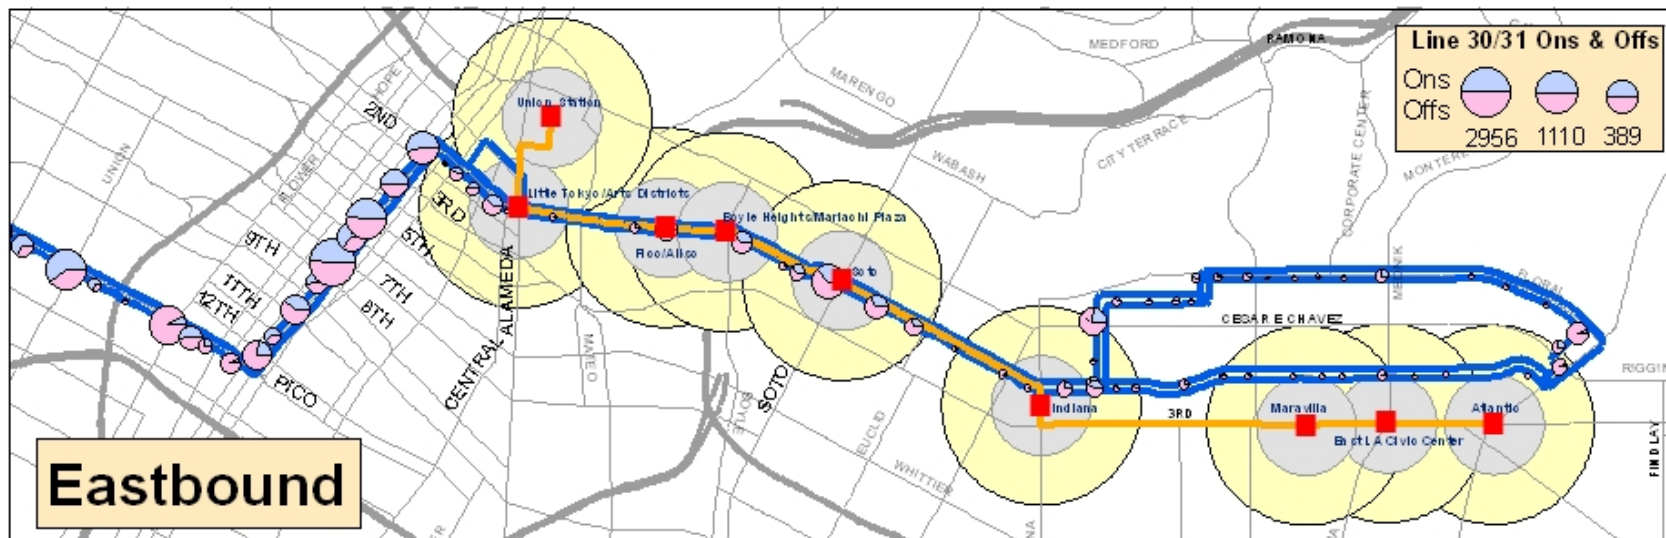 Line 30/31 Ons & Offs
Ons
Offs
2956 1110 389
RAMONA
MEDFORD
MARENGO
CITY TERRACE
CORPORATE CENTER
WABASH
UNION
HOPE
2ND
FLOWER
3RD
5TH
9TH
7TH
11TH
8TH
12TH
PICO
CENTRAL
ALAMEDA
MATEO
Union Station
Little Tokyo/Arts Districts
Pico/Aliso
Boyle Heights/Mariachi Plaza
Soto
SOTO
BOYLE
EUCLID
WHITTIER
Indiana
3RD
CESAR E CHAVEZ
MEDNIK
FLORAL
RIGGIN
Maravilla
East LA Civic Center
Atlantic
FINDLAY
Eastbound